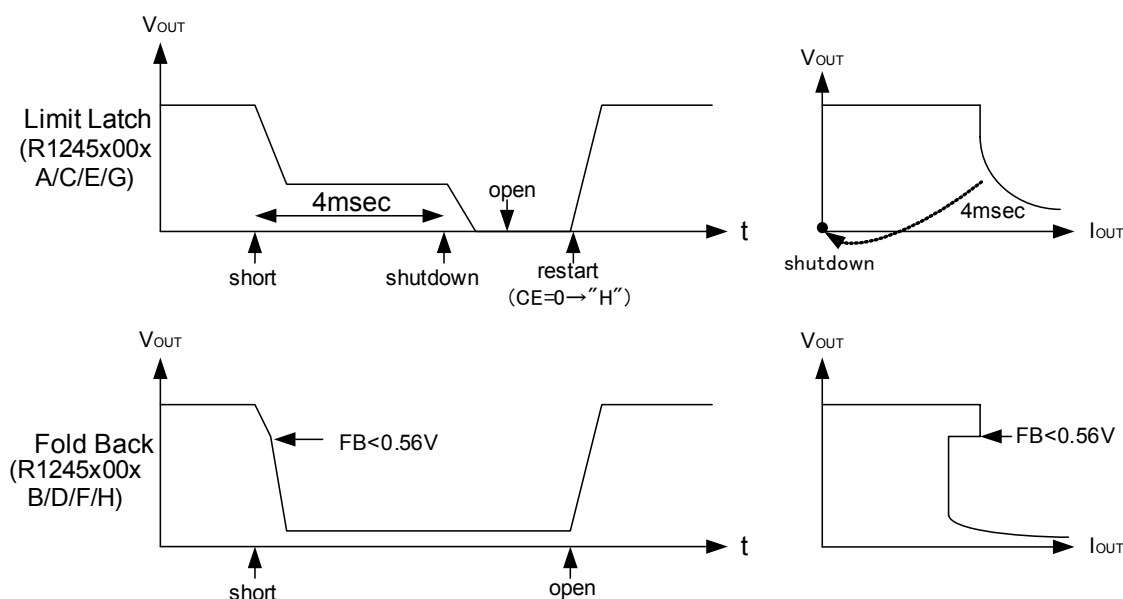 VOUT
Limit Latch
(R1245x00x
A/C/E/G)
4msec
open
t
short
shutdown
restart
(CE=0→"H")
VOUT
4msec
IOUT
shutdown
VOUT
Fold Back
(R1245x00x
B/D/F/H)
FB<0.56V
t
short
open
VOUT
FB<0.56V
IOUT